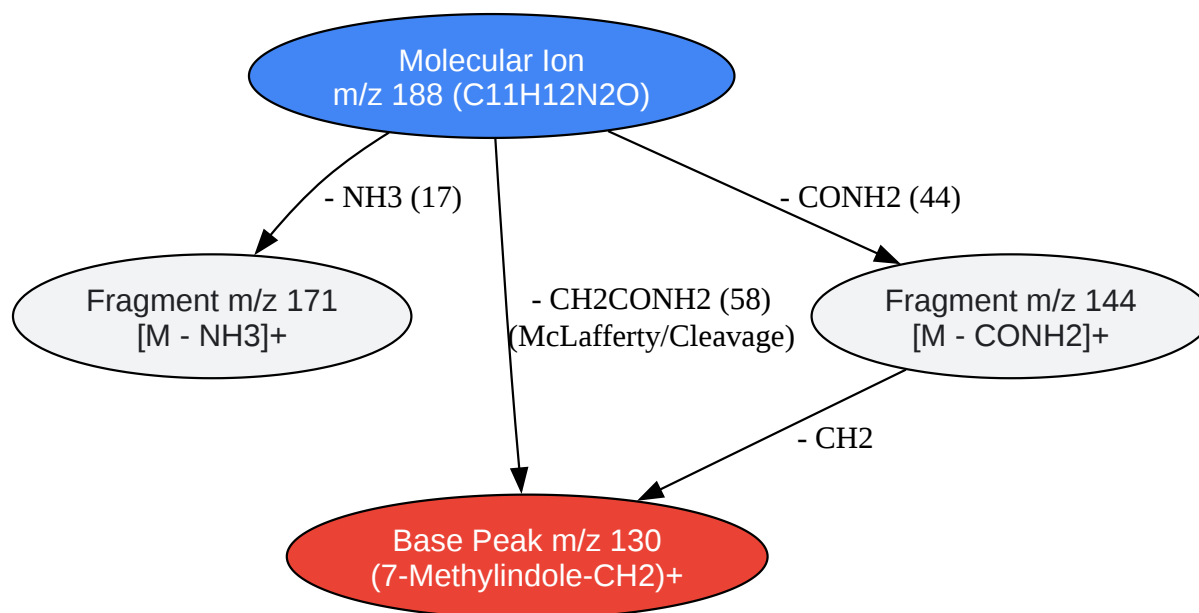 Molecular Ion
m/z 188 (C11H12N2O)
- NH3 (17)
- CONH2 (44)
Fragment m/z 171
[M - NH3]+
- CH2CONH2 (58)
(McLafferty/Cleavage)
Fragment m/z 144
[M - CONH2]+
- CH2
Base Peak m/z 130
(7-Methylindole-CH2)+